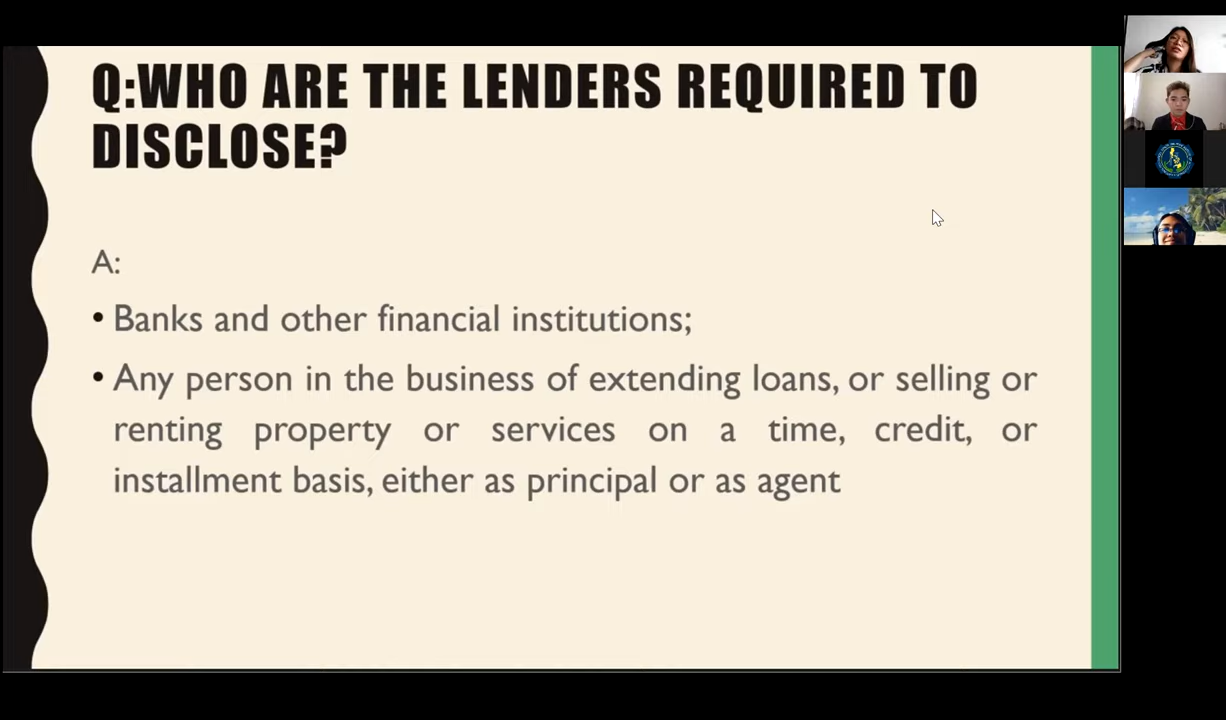 Q:WHO ARE THE LENDERS REQUIRED TO
DISCLOSE?
A:
• Banks and other financial institutions;
• Any person in the business of extending loans, or selling or
renting property or services on a time, credit, or
installment basis, either as principal or as agent